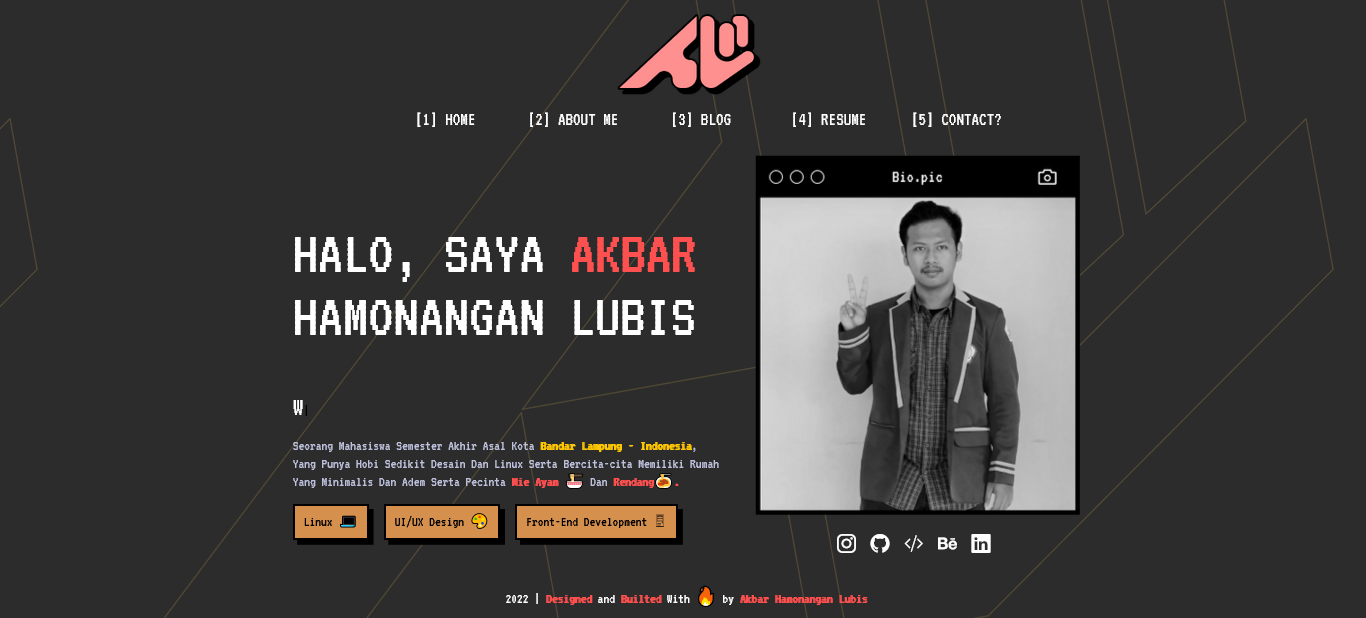 [1] HOME [2] ABOUT ME [3] BLOG [4] RESUME [5] CONTACT?
Bio.pic
HALO, SAYA AKBAR
HAMONANGAN LUBIS
W
Seorang Mahasiswa Semester Akhir Asal Kota Bandar Lampung - Indonesia,
Yang Punya Hobi Sedikit Desain Dan Linux Serta Bercita-cita Memiliki Rumah
Yang Minimalis Dan Adem Serta Pecinta Mie Ayam 🍜 Dan Rendang🍛.
Linux 💻 UI/UX Design 🎨 Front-End Development
Bē in
2022 | Designed and Builted With 🔥 by Akbar Hamonangan Lubis